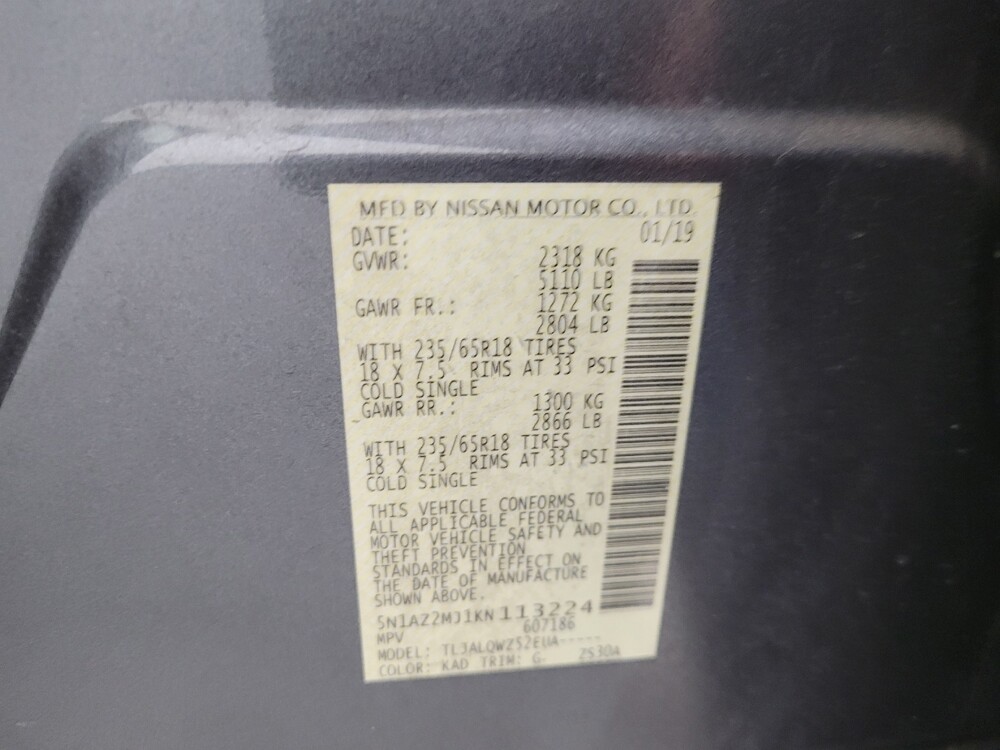 MFD BY NISSAN MOTOR CO., LTD.
DATE: 01/19
GVWR: 2318 KG
5110 LB
GAWR FR.: 1272 KG
2804 LB
WITH 235/65R18 TIRES
18 X 7.5 RIMS AT 33 PSI
COLD SINGLE
GAWR RR.: 1300 KG
2866 LB
WITH 235/65R18 TIRES
18 X 7.5 RIMS AT 33 PSI
COLD SINGLE
THIS VEHICLE CONFORMS TO
ALL APPLICABLE FEDERAL
MOTOR VEHICLE SAFETY AND
THEFT PREVENTION
STANDARDS IN EFFECT ON
THE DATE OF MANUFACTURE
SHOWN ABOVE.
5N1AZ2MJ1KN113224
MPV 607186
MODEL: TLJALQWZS2EUA-----
COLOR: KAD TRIM: G- ZS30A